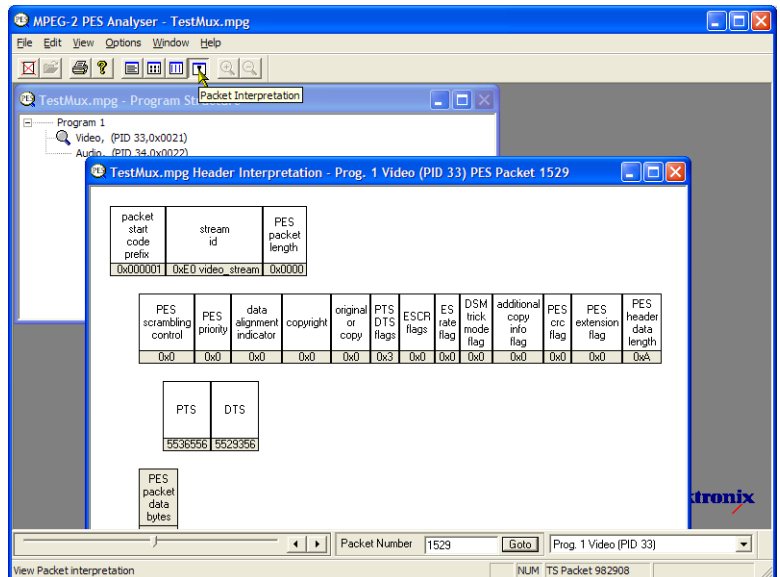 MPEG-2 PES Analyser - TestMux.mpg
File Edit View Options Window Help
Packet Interpretation
TestMux.mpg - Program St
Program 1
Video, (PID 33,0x0021)
Audio, (PID 34,0x0022)
TestMux.mpg Header Interpretation - Prog. 1 Video (PID 33) PES Packet 1529
packet start code prefix
stream id
PES packet length
0x000001 0xE0 video_stream 0x0000
PES scrambling control
PES priority
data alignment indicator
copyright
original or copy
PTS DTS flags
ESCR flags
ES rate flag
DSM trick mode flag
additional copy info flag
PES crc flag
PES extension flag
PES header data length
0x0 0x0 0x0 0x0 0x0 0x3 0x0 0x0 0x0 0x0 0x0 0x0 0xA
PTS DTS
5536556 5529356
PES packet data bytes
ktronix
Packet Number 1529 Goto Prog. 1 Video (PID 33)
View Packet interpretation NUM TS Packet 982908